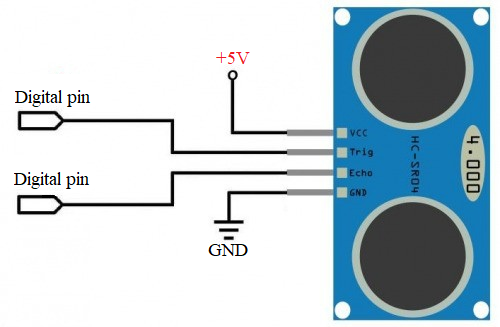 +5V
Digital pin
VCC
Trig
Digital pin
Echo
GND
GND
HC-SR04
4.000